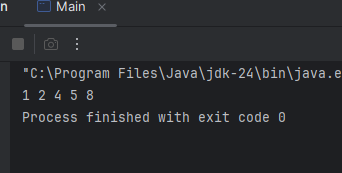 n
Main
"C:\Program Files\Java\jdk-24\bin\java.e
1 2 4 5 8
Process finished with exit code 0